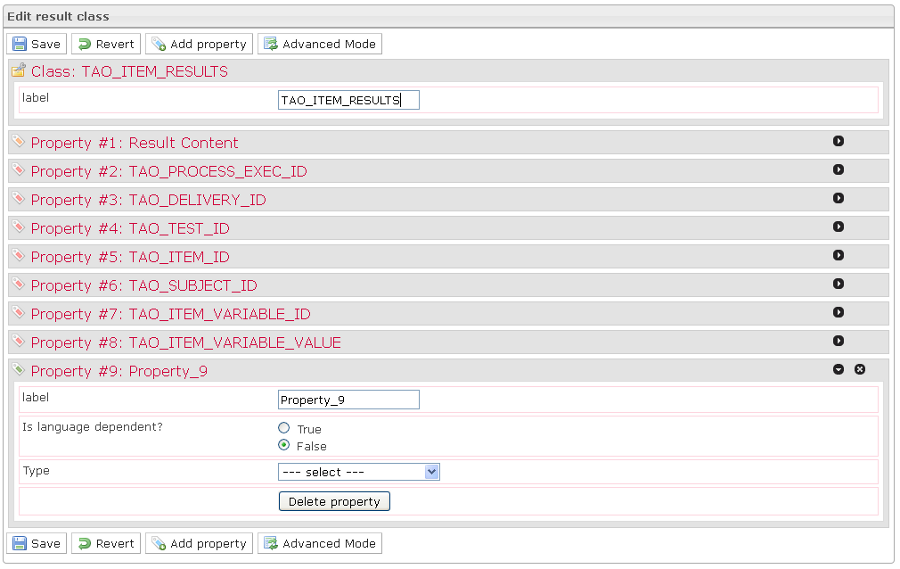 Edit result class
Save Revert Add property Advanced Mode
Class: TAO_ITEM_RESULTS
label TAO_ITEM_RESULTS
Property #1: Result Content
Property #2: TAO_PROCESS_EXEC_ID
Property #3: TAO_DELIVERY_ID
Property #4: TAO_TEST_ID
Property #5: TAO_ITEM_ID
Property #6: TAO_SUBJECT_ID
Property #7: TAO_ITEM_VARIABLE_ID
Property #8: TAO_ITEM_VARIABLE_VALUE
Property #9: Property_9
label Property_9
Is language dependent? True
False
Type --- select ---
Delete property
Save Revert Add property Advanced Mode